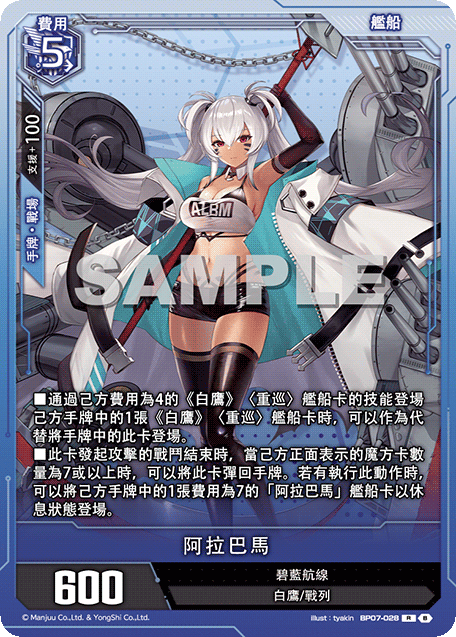 費用
艦船
5
支援+100
手牌・戰場
ALBM
SAMPLE
■通過己方費用為4的《白鷹》〈重巡〉艦船卡的技能登場
己方手牌中的1張《白鷹》〈重巡〉艦船卡時，可以作為代
替將手牌中的此卡登場。
■此卡發起攻擊的戰鬥結束時，當己方正面表示的魔方卡數
量為7或以上時，可以將此卡彈回手牌。若有執行此動作時，
可以將己方手牌中的1張費用為7的「阿拉巴馬」艦船卡以休
息狀態登場。
阿拉巴馬
600
碧藍航線
白鷹/戰列
© Manjuu Co.,Ltd. & YongShi Co.,Ltd.
illust : tyakin BP07-028 R B